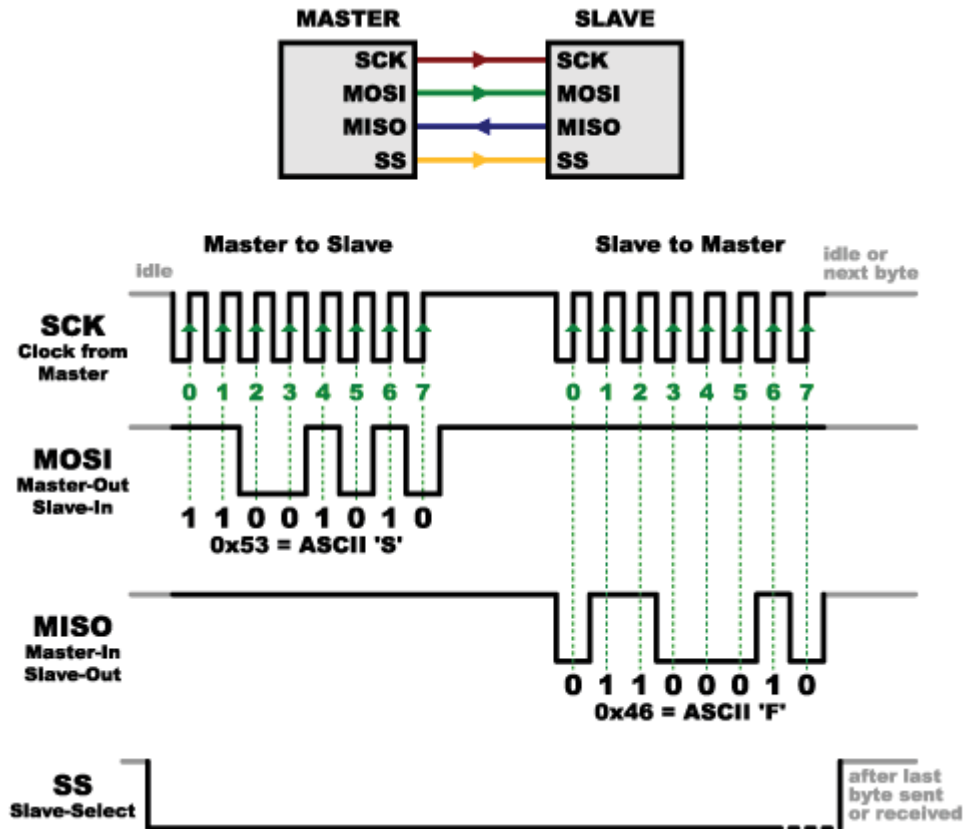 MASTER SLAVE
SCK SCK
MOSI MOSI
MISO MISO
SS SS
Master to Slave Slave to Master
idle
idle or
next byte
SCK
Clock from
Master
0 1 2 3 4 5 6 7 0 1 2 3 4 5 6 7
MOSI
Master-Out
Slave-In
1 1 0 0 1 0 1 0
0x53 = ASCII 'S'
MISO
Master-In
Slave-Out
0 1 1 0 0 0 1 0
0x46 = ASCII 'F'
SS
Slave-Select
after last
byte sent
or received